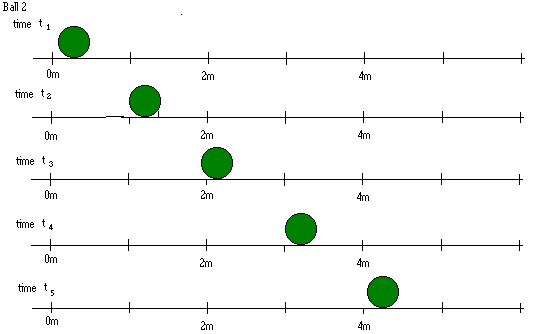 Ball 2
time t1
0m 2m 4m
time t2
0m 2m 4m
time t3
0m 2m 4m
time t4
0m 2m 4m
time t5
0m 2m 4m